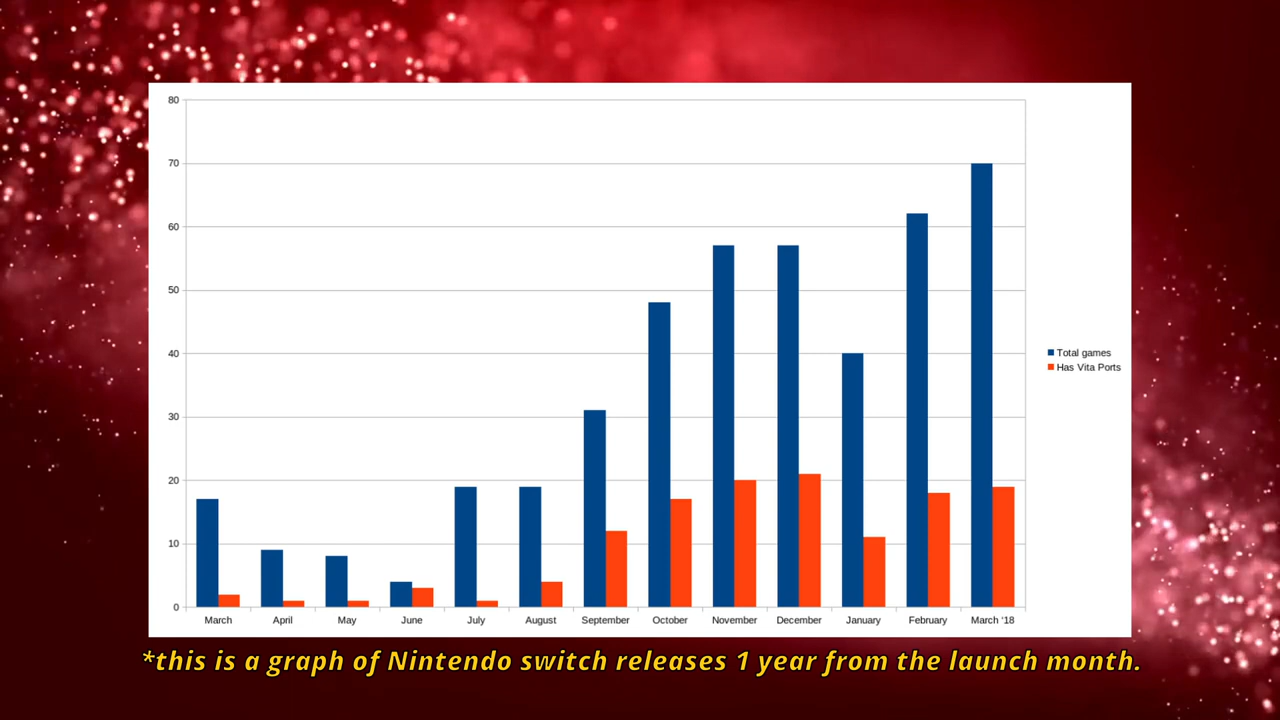 80
70
60
50
40
30
20
10
0
March April May June July August September October November December January February March '18
Total games
Has Vita Ports
*this is a graph of Nintendo switch releases 1 year from the launch month.